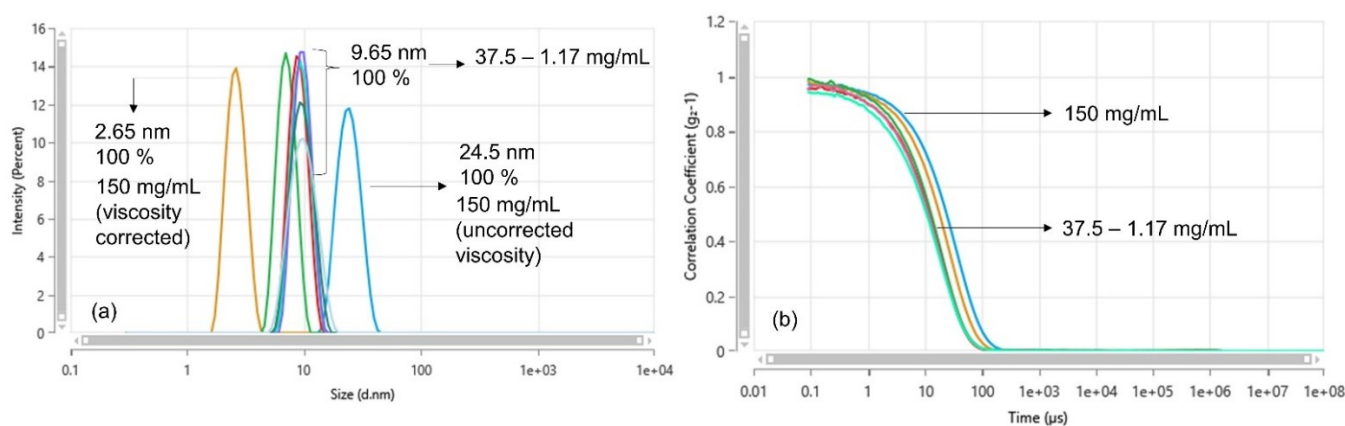 16
14
12
10
8
6
4
2
0
Intensity (Percent)
9.65 nm
100 %
37.5 – 1.17 mg/mL
2.65 nm
100 %
150 mg/mL
(viscosity
corrected)
24.5 nm
100 %
150 mg/mL
(uncorrected
viscosity)
(a)
0.1
1
10
100
1e+03
1e+04
Size (d.nm)
1.2
1
0.8
0.6
0.4
0.2
0
Correlation Coefficient (g₂-1)
150 mg/mL
37.5 – 1.17 mg/mL
(b)
0.01
0.1
1
10
100
1e+03
1e+04
1e+05
1e+06
1e+07
1e+08
Time (µs)